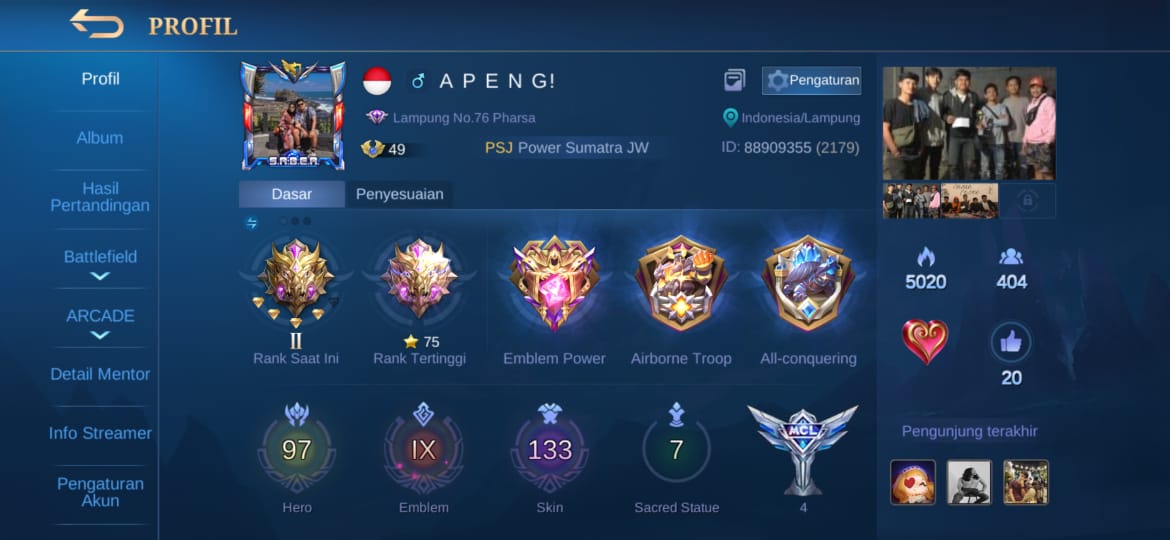 PROFIL
Profil
Album
Hasil
Pertandingan
Battlefield
ARCADE
Detail Mentor
Info Streamer
Pengaturan
Akun
S.A.B.E.R.
A P E N G!
Pengaturan
Lampung No.76 Pharsa
Indonesia/Lampung
49
PSJ Power Sumatra JW
ID: 88909355 (2179)
Dasar
Penyesuaian
II
75
Rank Saat Ini
Rank Tertinggi
Emblem Power
Airborne Troop
All-conquering
97
IX
133
7
MCL
Hero
Emblem
Skin
Sacred Statue
4
5020
404
20
Pengunjung terakhir